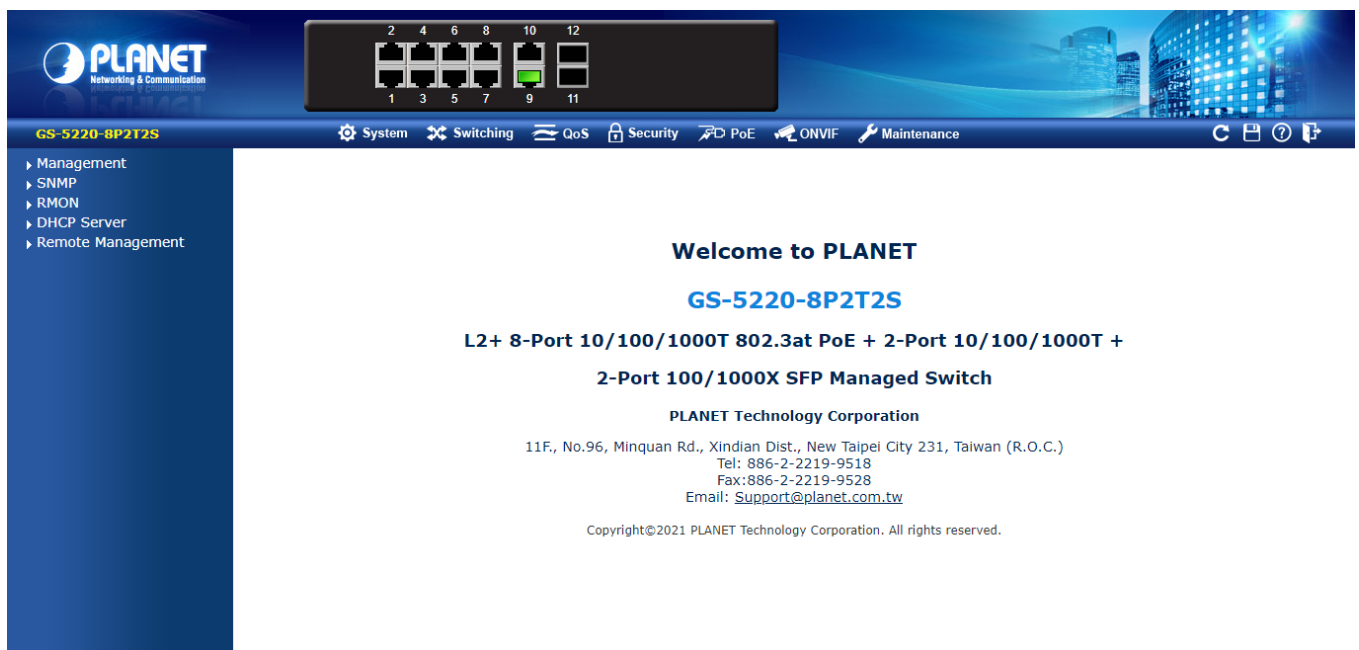 PLANET
Networking & Communication
2 4 6 8 10 12
1 3 5 7 9 11
GS-5220-8P2T2S
System Switching QoS Security PoE ONVIF Maintenance
Management
SNMP
RMON
DHCP Server
Remote Management
Welcome to PLANET
GS-5220-8P2T2S
L2+ 8-Port 10/100/1000T 802.3at PoE + 2-Port 10/100/1000T +
2-Port 100/1000X SFP Managed Switch
PLANET Technology Corporation
11F., No.96, Minquan Rd., Xindian Dist., New Taipei City 231, Taiwan (R.O.C.)
Tel: 886-2-2219-9518
Fax:886-2-2219-9528
Email: Support@planet.com.tw
Copyright©2021 PLANET Technology Corporation. All rights reserved.